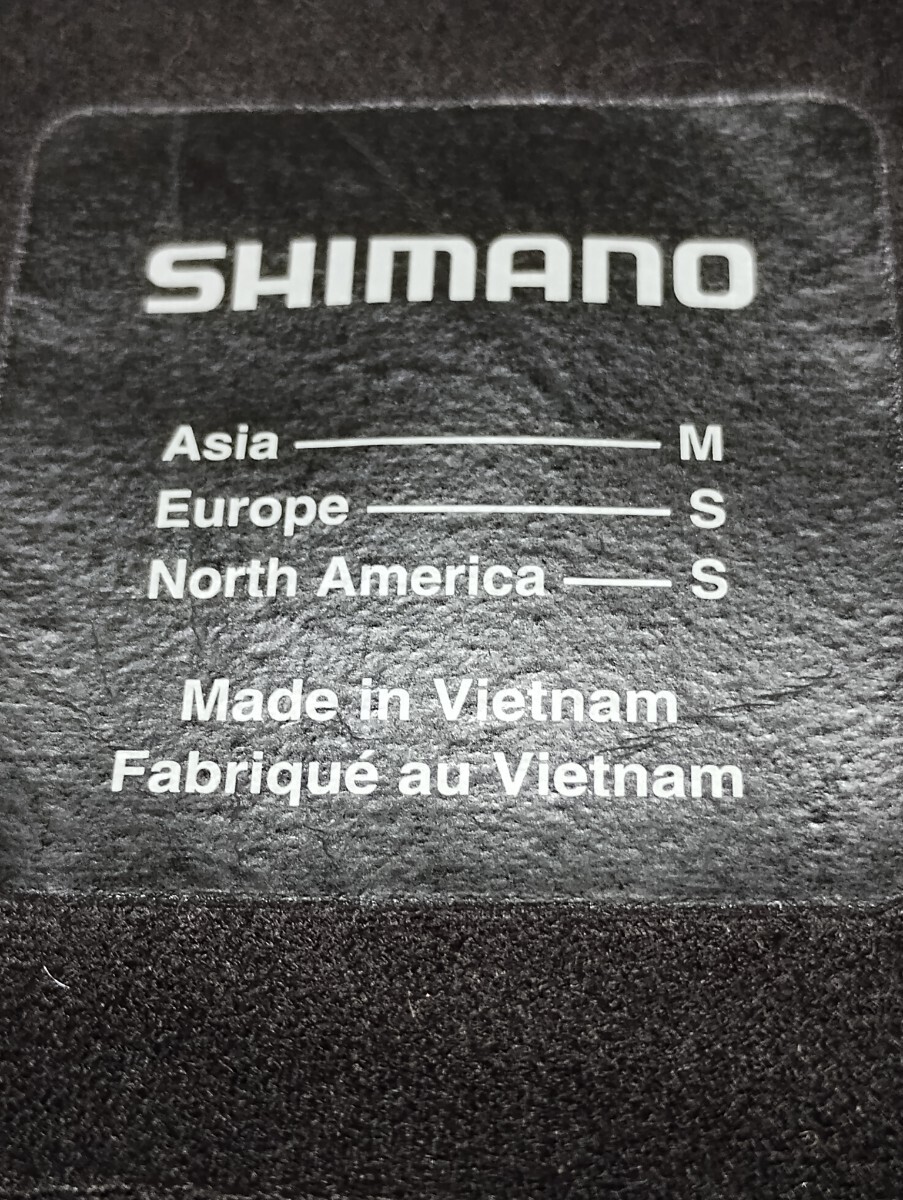 SHIMANO
Asia M
Europe S
North America S
Made in Vietnam
Fabriqué au Vietnam